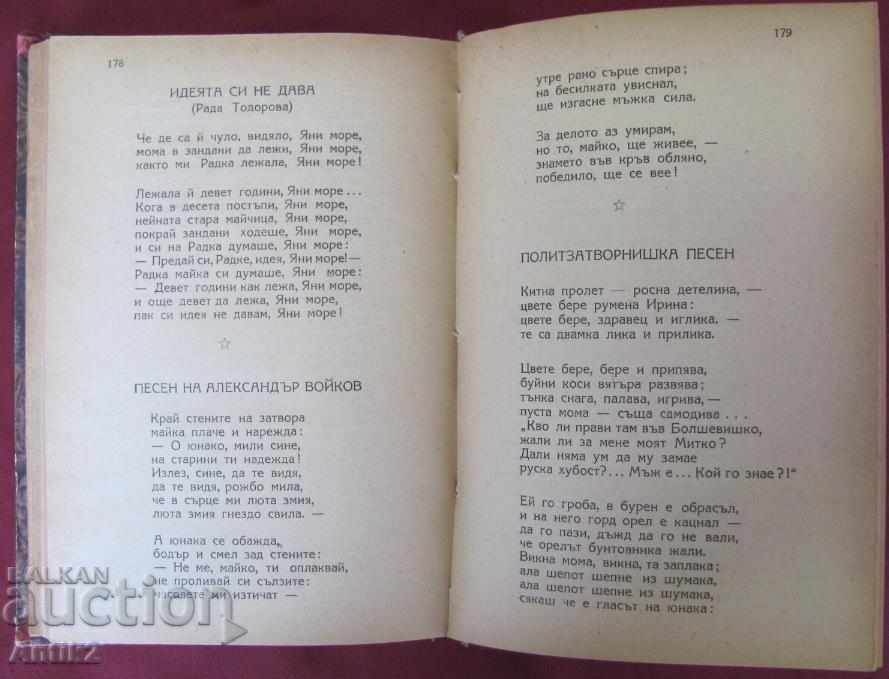 178
ИДЕЯТА СИ НЕ ДАВА
(Рада Тодорова)
Че де са й чуло, видяло, Яни море,
мома в зандани да лежи, Яни море,
както ми Радка лежала, Яни море!
Лежала й девет години, Яни море...
Кога в десета постъпи, Яни море,
нейната стара майчица, Яни море,
покрай зандани ходеше, Яни море,
и си на Радка думаше, Яни море:
— Предай си, Радке, идея, Яни море!—
Радка майка си думаше, Яни море:
— Девет години как лежа, Яни море,
и още девет да лежа, Яни море,
пак си идея не давам, Яни море!
☆
ПЕСЕН НА АЛЕКСАНДЪР ВОЙКОВ
Край стените на затвора
майка плаче и нарежда:
— О юнако, мили сине,
на старини ти надежда!
Излез, сине, да те видя,
да те видя, рожбо мила,
че в сърце ми люта змия,
люта змия гнездо свила. —
А юнака се обажда,
бодър и смел зад стените:
— Не ме, майко, ти оплаквай,
не проливай си сълзите:
часовете ми изтичат —
179
утре рано сърце спира;
на бесилката увиснал,
ще изгасне мъжка сила.
За делото аз умирам,
но то, майко, ще живее, —
знамето във кръв обляно,
победило, ще се вее!
☆
ПОЛИТЗАТВОРНИШКА ПЕСЕН
Китна пролет — росна детелина, —
цвете бере румена Ирина:
цвете бере, здравец и иглика. —
те са двамка лика и прилика.
Цвете бере, бере и припява,
буйни коси вятъра развява;
тънка снага, палава, игрива, —
пуста мома — съща самодива...
„Кво ли прави там във Болшевишко,
жали ли за мене моят Митко?
Дали няма ум да му замае
руска хубост?... Мъж е... Кой го знае?!"
Ей го гроба, в бурен е обрасъл,
и на него горд орел е кацнал —
да го пази, дъжд да го не вали,
че орелът бунтовника жали.
Викна мома, викна, та заплака;
ала шепот шепне из шумака,
ала шепот шепне из шумака,
сякаш че е гласът на юнака:
BALKAN
auction
Antik2